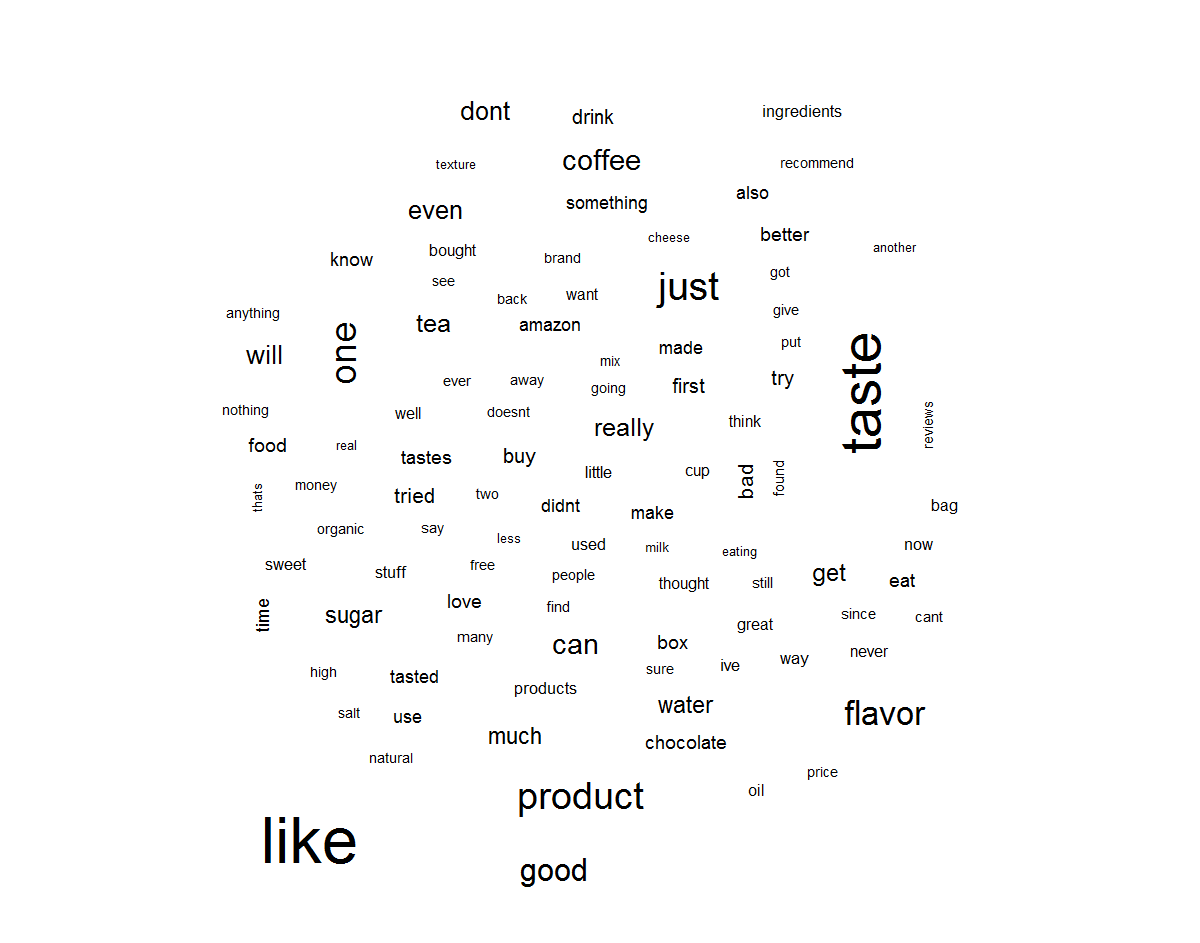 dont
drink
ingredients
texture
coffee
recommend
also
even
something
cheese
better
another
know
bought
brand
see
back
want
just
got
anything
give
will
one
tea
amazon
made
put
taste
mix
ever
away
going
first
try
nothing
well
doesnt
really
think
reviews
food
real
tastes
buy
little
cup
bad
found
thats
money
tried
two
didnt
make
bag
organic
say
less
used
milk
eating
now
sweet
stuff
free
people
thought
still
get
eat
time
sugar
love
find
great
since
cant
many
can
box
sure
ive
way
never
high
tasted
products
salt
use
water
flavor
much
chocolate
natural
price
product
oil
like
good